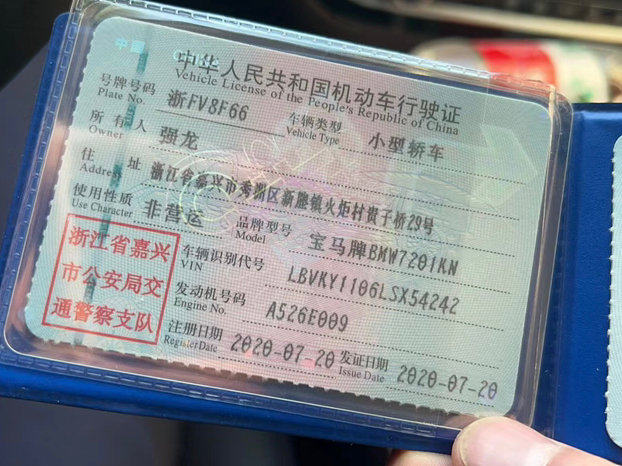 中华人民共和国机动车行驶证
Vehicle License of the People's Republic of China
号牌号码 浙FV8F66 车辆类型 小型轿车
Plate No. Vehicle Type
所有人 强龙
Owner
住址 浙江省嘉兴市秀洲区新塍镇火炬村贵子桥29号
Address
使用性质 非营运 品牌型号 宝马牌BMW7201KN
Use Character Model
浙江省嘉兴
市公安局交
通警察支队
车辆识别代号 LBVKY1106LSX54242
VIN
发动机号码 A526E009
Engine No.
注册日期 2020-07-20 发证日期 2020-07-20
Register Date Issue Date